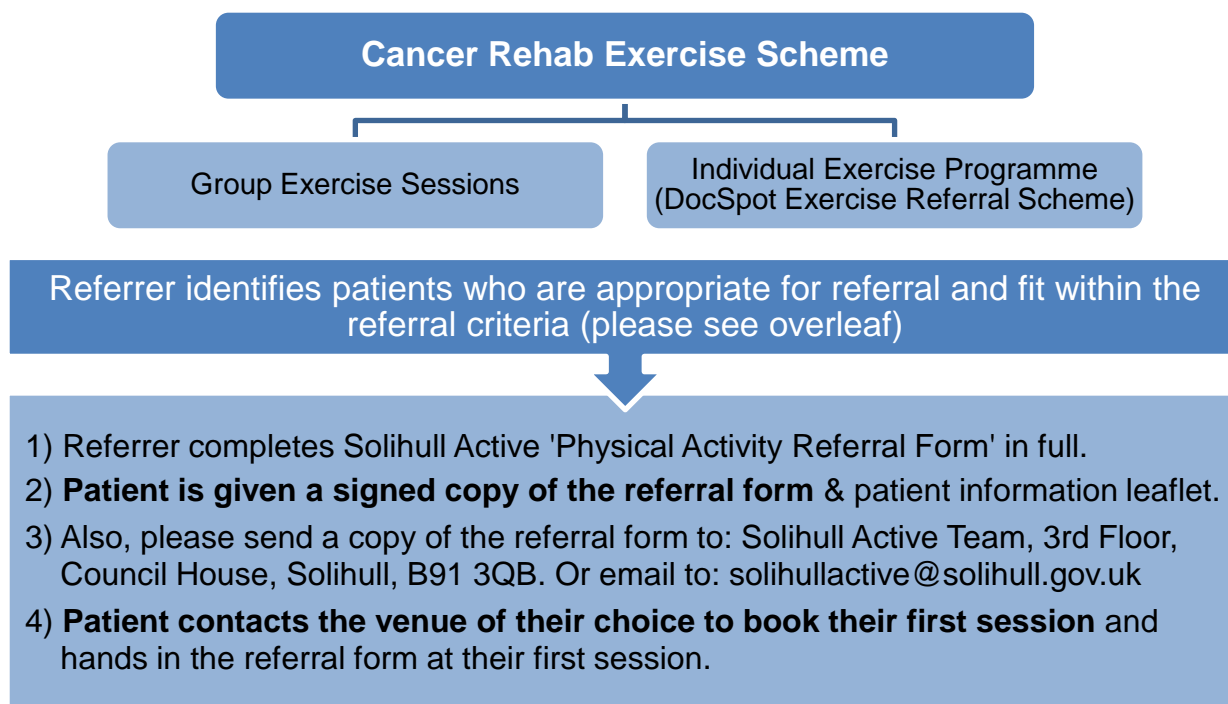 Cancer Rehab Exercise Scheme
Group Exercise Sessions
Individual Exercise Programme
(DocSpot Exercise Referral Scheme)
Referrer identifies patients who are appropriate for referral and fit within the
referral criteria (please see overleaf)
1) Referrer completes Solihull Active 'Physical Activity Referral Form' in full.
2) Patient is given a signed copy of the referral form & patient information leaflet.
3) Also, please send a copy of the referral form to: Solihull Active Team, 3rd Floor,
Council House, Solihull, B91 3QB. Or email to: solihullactive@solihull.gov.uk
4) Patient contacts the venue of their choice to book their first session and
hands in the referral form at their first session.